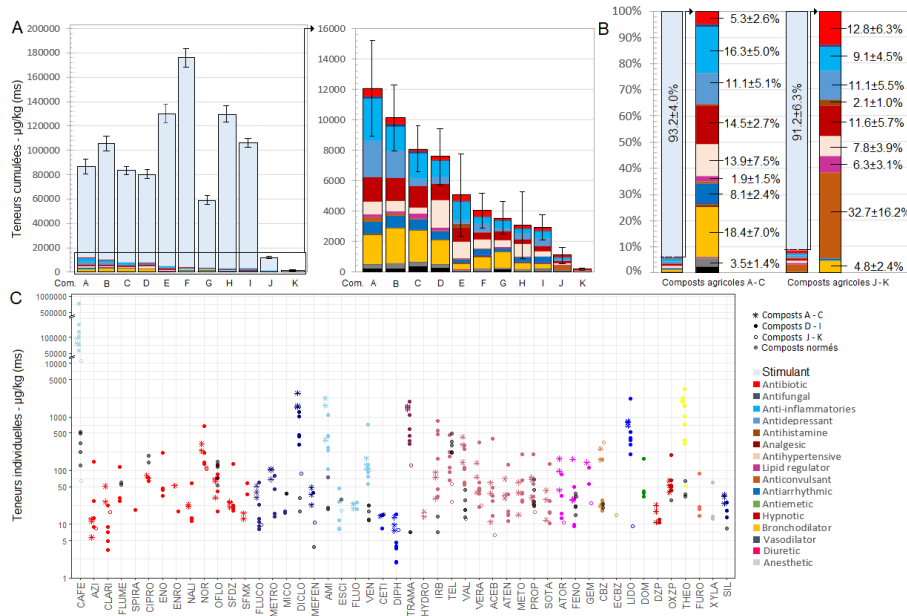 A
Teneurs cumulées - µg/kg (ms)
200000
180000
160000
140000
120000
100000
80000
60000
40000
20000
0
Com. A B C D E F G H I J K
16000
14000
12000
10000
8000
6000
4000
2000
0
A B C D E F G H I J K
B
100%
90%
80%
70%
60%
50%
40%
30%
20%
10%
0%
93.2±4.0%
5.3±2.6%
16.3±5.0%
11.1±5.1%
14.5±2.7%
13.9±7.5%
1.9±1.5%
8.1±2.4%
18.4±7.0%
3.5±1.4%
Composts agricoles A-C
91.2±6.3%
12.8±6.3%
9.1±4.5%
11.1±5.5%
2.1±1.0%
11.6±5.7%
7.8±3.9%
6.3±3.1%
32.7±16.2%
4.8±2.4%
Composts agricoles J-K
C
Teneurs individuelles - µg/kg (ms)
1000000
500000
100000
50000
5000
1000
500
100
50
10
5
1
CAFE AZI CLARI FLUME SPIRA CIPRO ENO ENRO NALI NOR OFLO SFDZ SFMX FLUCO METRO MICO DICLO MEFEN AMI ESCI FLUO VEN CETI DIPH TRAMA HYDRO IRB TEL VAL VERA ACEB ATEN METO PROP SOTA ATOR FENO GEM CBZ ECBZ LIDO DOM DZP OXZP THEO FURO XYLA SIL
Composts A - C
Composts D - I
Composts J - K
Composts normés
Stimulant
Antibiotic
Antifungal
Anti-inflammatories
Antidepressant
Antihistamine
Analgesic
Antihypertensive
Lipid regulator
Anticonvulsant
Antiarrhythmic
Antiemetic
Hypnotic
Bronchodilator
Vasodilator
Diuretic
Anesthetic